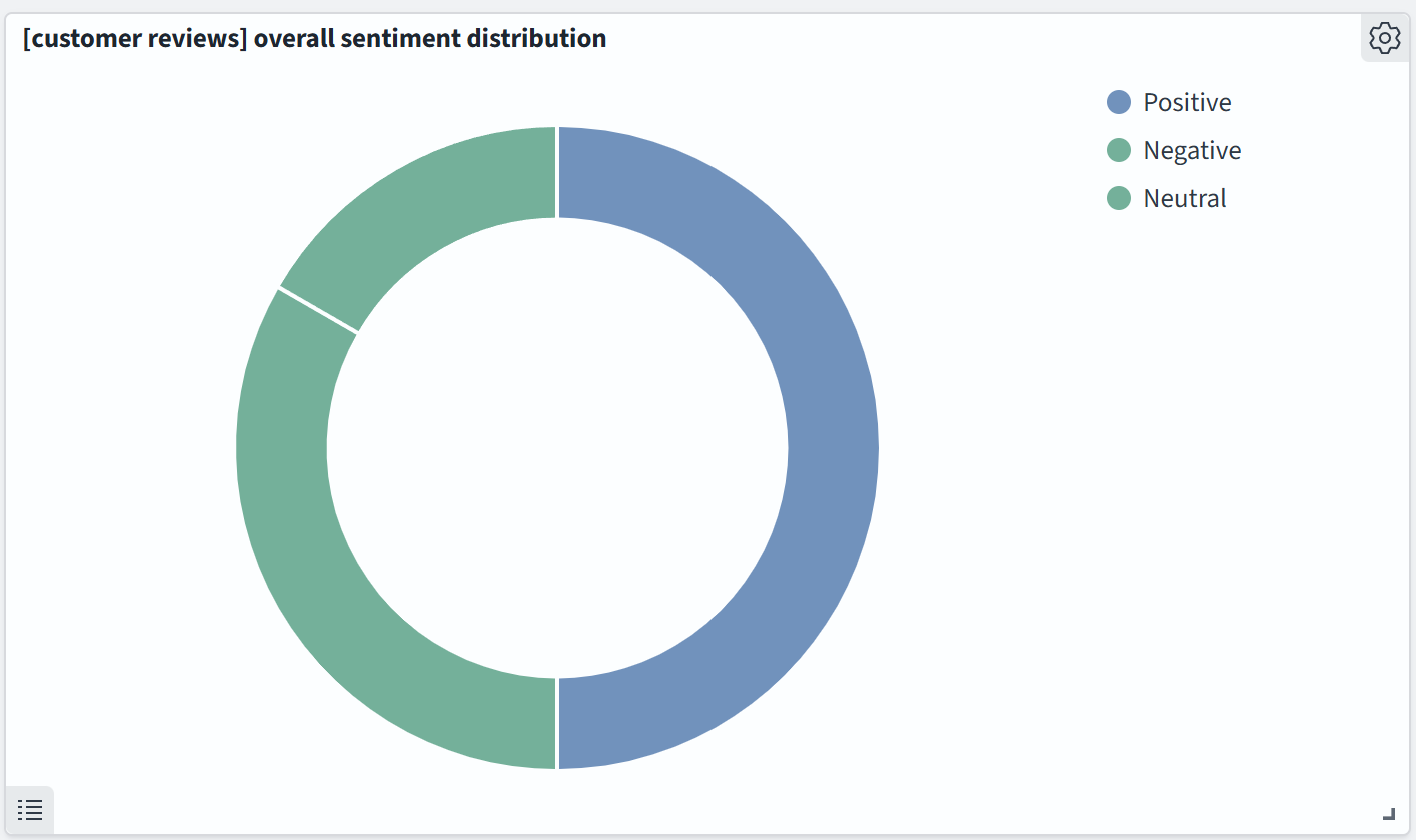 [customer reviews] overall sentiment distribution
Positive
Negative
Neutral